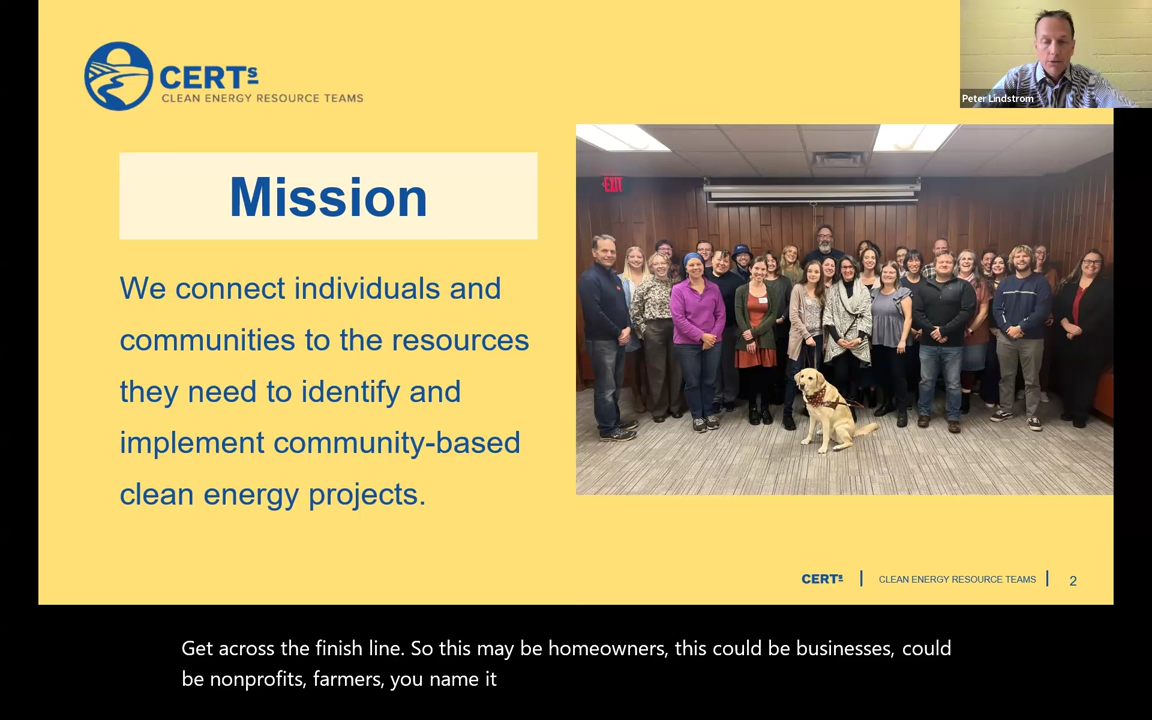 CERTs
CLEAN ENERGY RESOURCE TEAMS
Peter Lindstrom
Mission
EXIT
We connect individuals and
communities to the resources
they need to identify and
implement community-based
clean energy projects.
CERTs | CLEAN ENERGY RESOURCE TEAMS | 2
Get across the finish line. So this may be homeowners, this could be businesses, could
be nonprofits, farmers, you name it